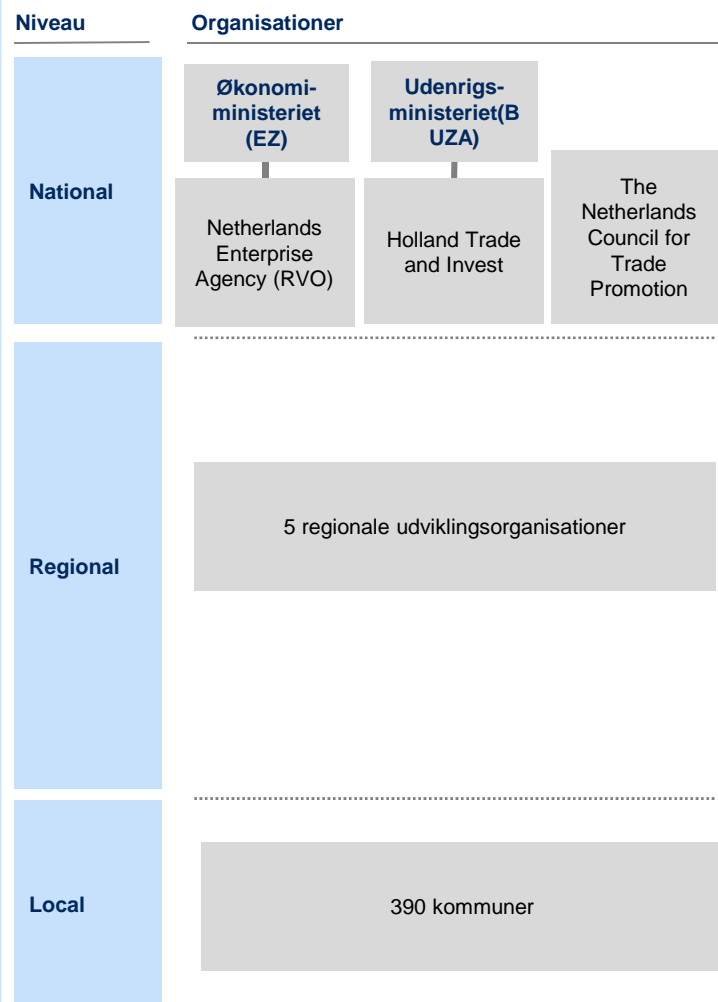 Niveau
Organisationer
National
Økonomi-
ministeriet
(EZ)
Udenrigs-
ministeriet(B
UZA)
Netherlands
Enterprise
Agency (RVO)
Holland Trade
and Invest
The
Netherlands
Council for
Trade
Promotion
Regional
5 regionale udviklingsorganisationer
Local
390 kommuner